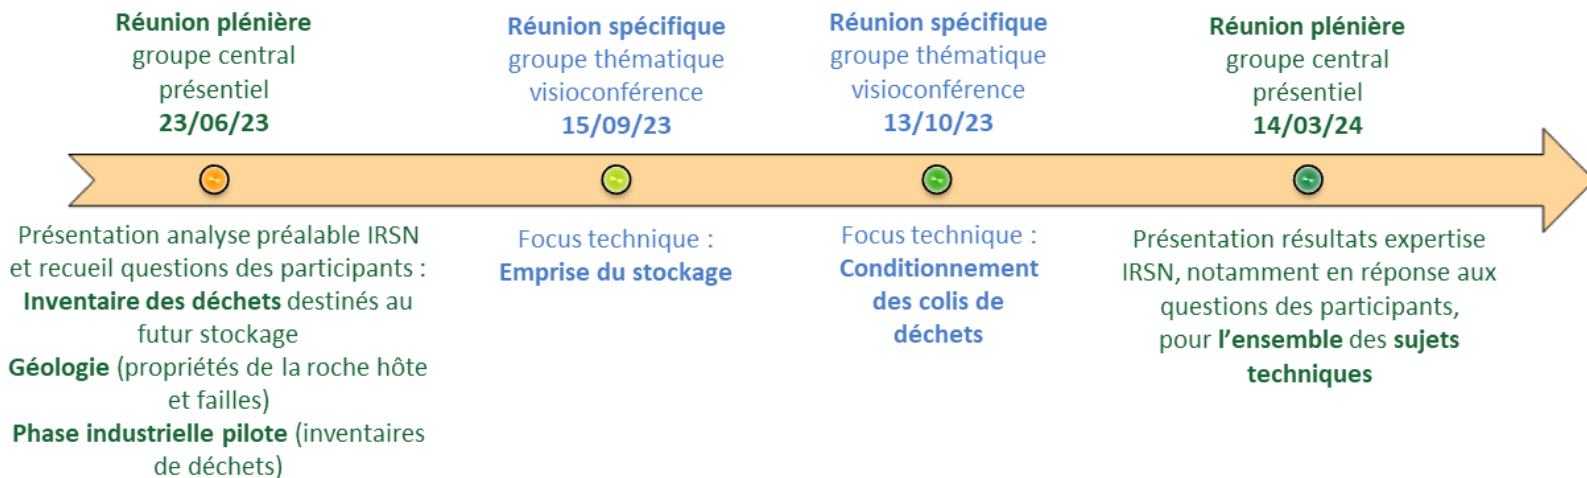 Réunion plénière
groupe central
présentiel
23/06/23
Réunion spécifique
groupe thématique
visioconférence
15/09/23
Réunion spécifique
groupe thématique
visioconférence
13/10/23
Réunion plénière
groupe central
présentiel
14/03/24
Présentation analyse préalable IRSN
et recueil questions des participants :
Inventaire des déchets destinés au
futur stockage
Géologie (propriétés de la roche hôte
et failles)
Phase industrielle pilote (inventaires
de déchets)
Focus technique :
Emprise du stockage
Focus technique :
Conditionnement
des colis de
déchets
Présentation résultats expertise
IRSN, notamment en réponse aux
questions des participants,
pour l’ensemble des sujets
techniques